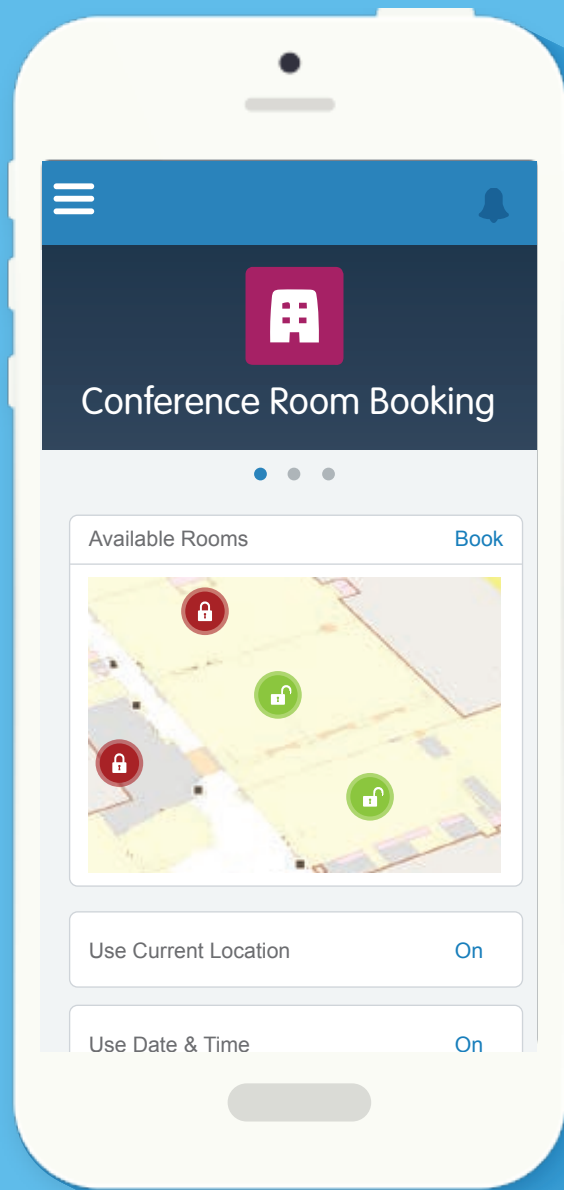 Conference Room Booking
Available Rooms Book
Use Current Location On
Use Date & Time On